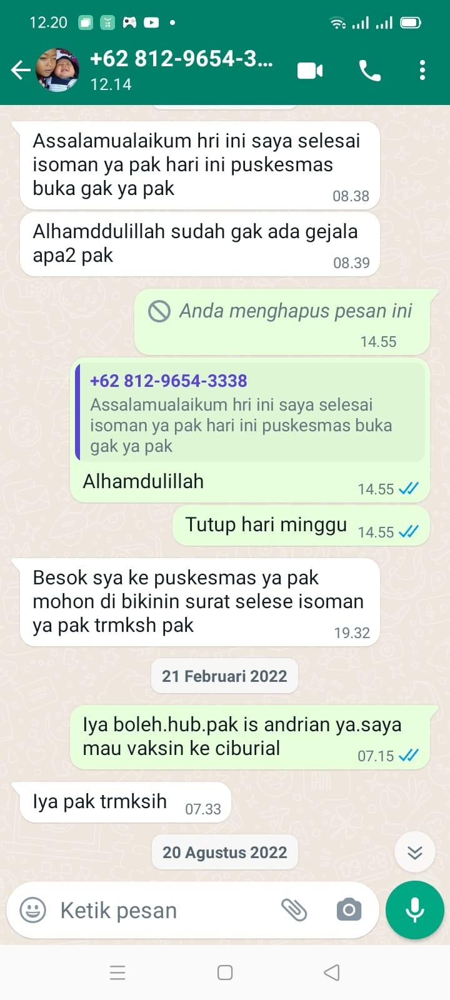 12.20
+62 812-9654-3...
12.14
Assalamualaikum hri ini saya selesai
isoman ya pak hari ini puskesmas
buka gak ya pak
08.38
Alhamddulillah sudah gak ada gejala
apa2 pak
08.39
Anda menghapus pesan ini
14.55
+62 812-9654-3338
Assalamualaikum hri ini saya selesai
isoman ya pak hari ini puskesmas buka
gak ya pak
Alhamdulillah 14.55
Tutup hari minggu 14.55
Besok sya ke puskesmas ya pak
mohon di bikinin surat selese isoman
ya pak trmksh pak
19.32
21 Februari 2022
Iya boleh.hub.pak is andrian ya.saya
mau vaksin ke ciburial 07.15
Iya pak trmksih 07.33
20 Agustus 2022
Ketik pesan